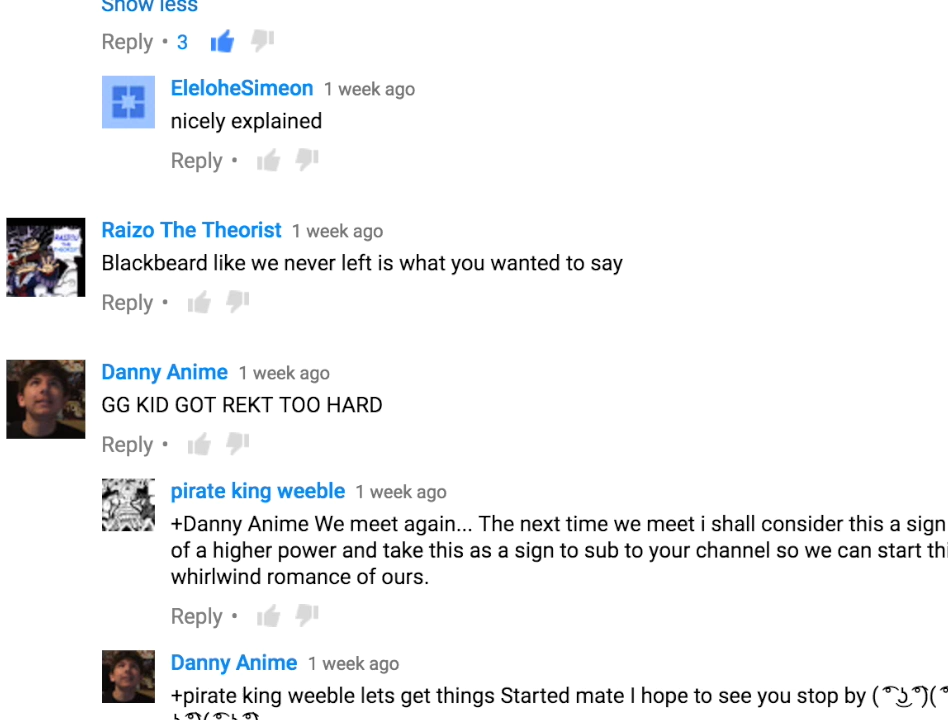 Show less
Reply • 3
EleloheSimeon 1 week ago
nicely explained
Reply •
Raizo The Theorist 1 week ago
Blackbeard like we never left is what you wanted to say
Reply •
Danny Anime 1 week ago
GG KID GOT REKT TOO HARD
Reply •
pirate king weeble 1 week ago
+Danny Anime We meet again... The next time we meet i shall consider this a sign
of a higher power and take this as a sign to sub to your channel so we can start thi
whirlwind romance of ours.
Reply •
Danny Anime 1 week ago
+pirate king weeble lets get things Started mate I hope to see you stop by ( ͡° ͜ʖ ͡°)( ͡°